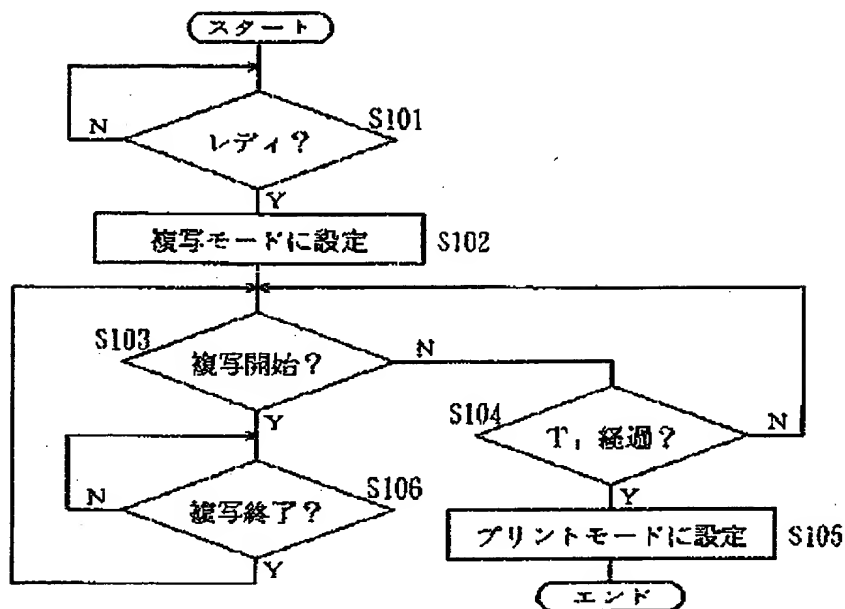 スタート
S101
N
レディ?
Y
複写モードに設定
S102
S103
複写開始?
N
Y
S104
T₁ 経過?
N
S106
N
複写終了?
Y
Y
プリントモードに設定
S105
エンド